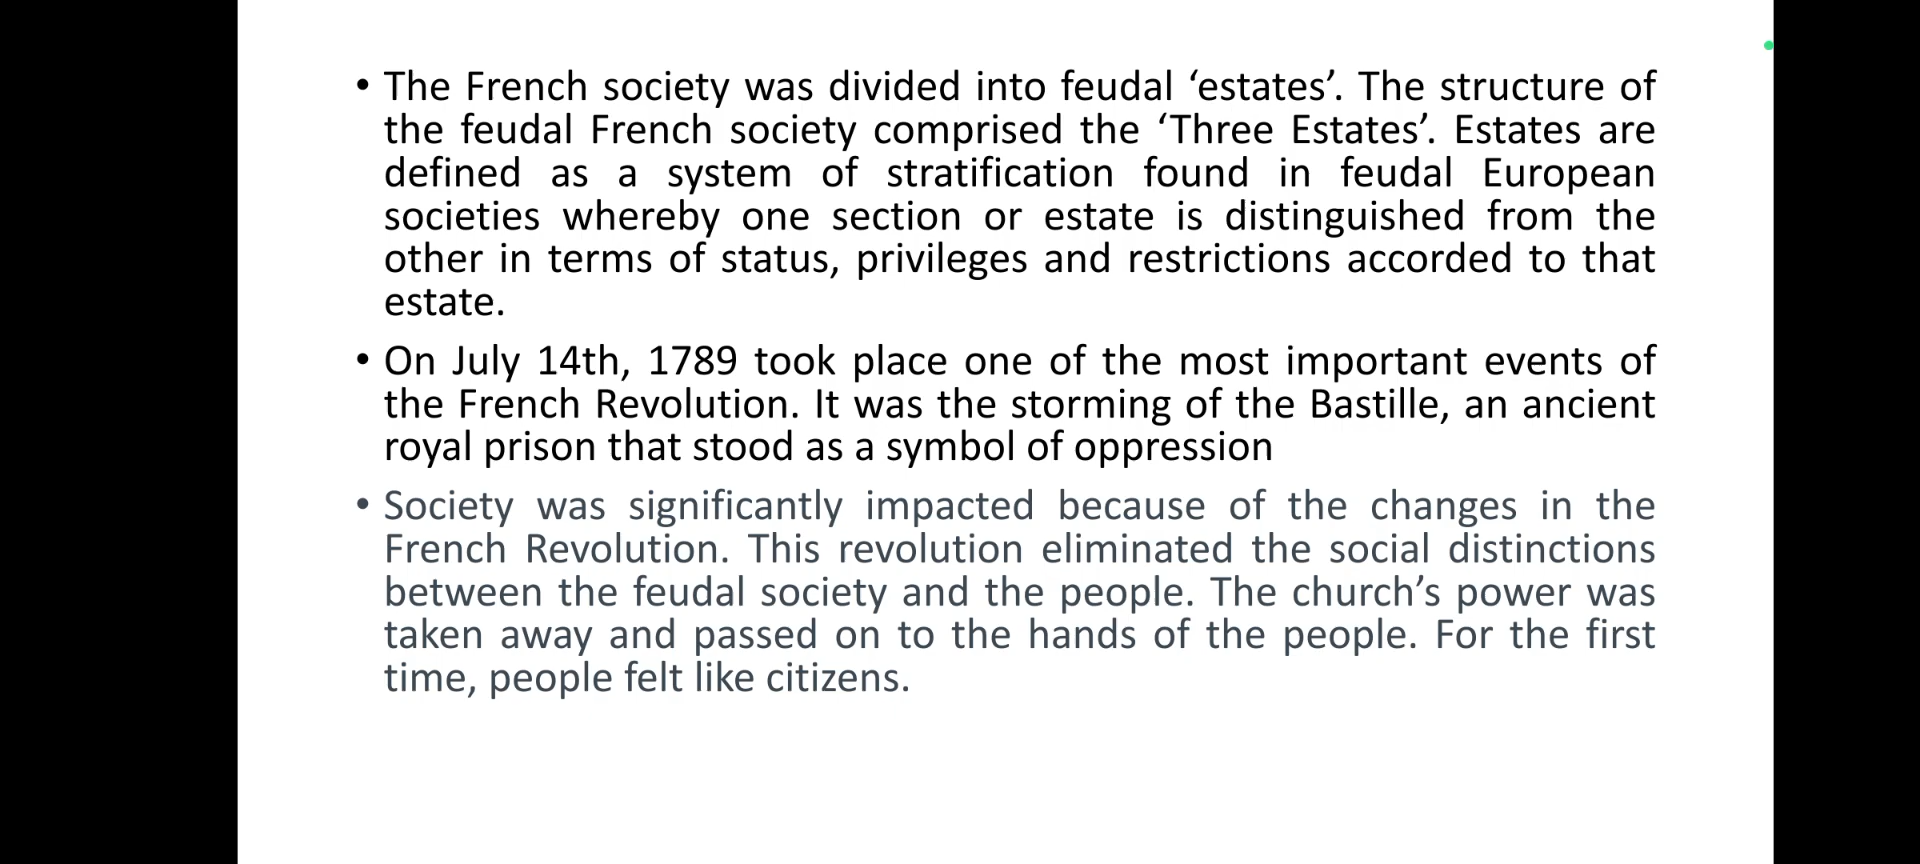 • The French society was divided into feudal ‘estates’. The structure of
the feudal French society comprised the ‘Three Estates’. Estates are
defined as a system of stratification found in feudal European
societies whereby one section or estate is distinguished from the
other in terms of status, privileges and restrictions accorded to that
estate.
• On July 14th, 1789 took place one of the most important events of
the French Revolution. It was the storming of the Bastille, an ancient
royal prison that stood as a symbol of oppression
• Society was significantly impacted because of the changes in the
French Revolution. This revolution eliminated the social distinctions
between the feudal society and the people. The church’s power was
taken away and passed on to the hands of the people. For the first
time, people felt like citizens.